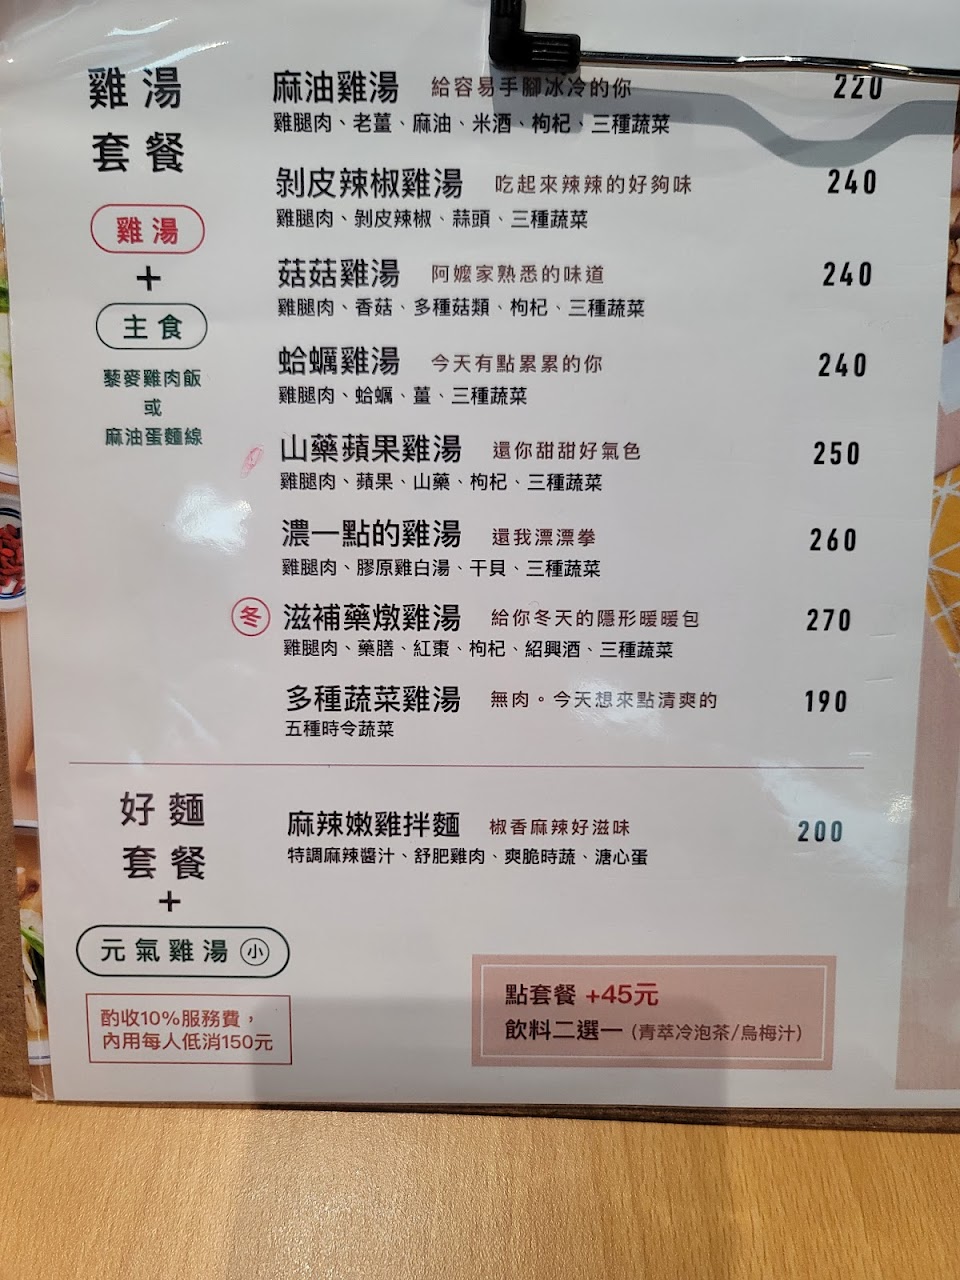 雞湯
套餐
雞湯
+
主食
藜麥雞肉飯
或
麻油蛋麵線
麻油雞湯 給容易手腳冰冷的你 220
雞腿肉、老薑、麻油、米酒、枸杞、三種蔬菜
剝皮辣椒雞湯 吃起來辣辣的好夠味 240
雞腿肉、剝皮辣椒、蒜頭、三種蔬菜
菇菇雞湯 阿嬤家熟悉的味道 240
雞腿肉、香菇、多種菇類、枸杞、三種蔬菜
蛤蠣雞湯 今天有點累累的你 240
雞腿肉、蛤蠣、薑、三種蔬菜
山藥蘋果雞湯 還你甜甜好氣色 250
雞腿肉、蘋果、山藥、枸杞、三種蔬菜
濃一點的雞湯 還我漂漂拳 260
雞腿肉、膠原雞白湯、干貝、三種蔬菜
冬 滋補藥燉雞湯 給你冬天的隱形暖暖包 270
雞腿肉、藥膳、紅棗、枸杞、紹興酒、三種蔬菜
多種蔬菜雞湯 無肉。今天想來點清爽的 190
五種時令蔬菜
好麵
套餐
+
元氣雞湯 小
麻辣嫩雞拌麵 椒香麻辣好滋味 200
特調麻辣醬汁、舒肥雞肉、爽脆時蔬、溏心蛋
酌收10%服務費，
內用每人低消150元
點套餐 +45元
飲料二選一 (青萃冷泡茶/烏梅汁)